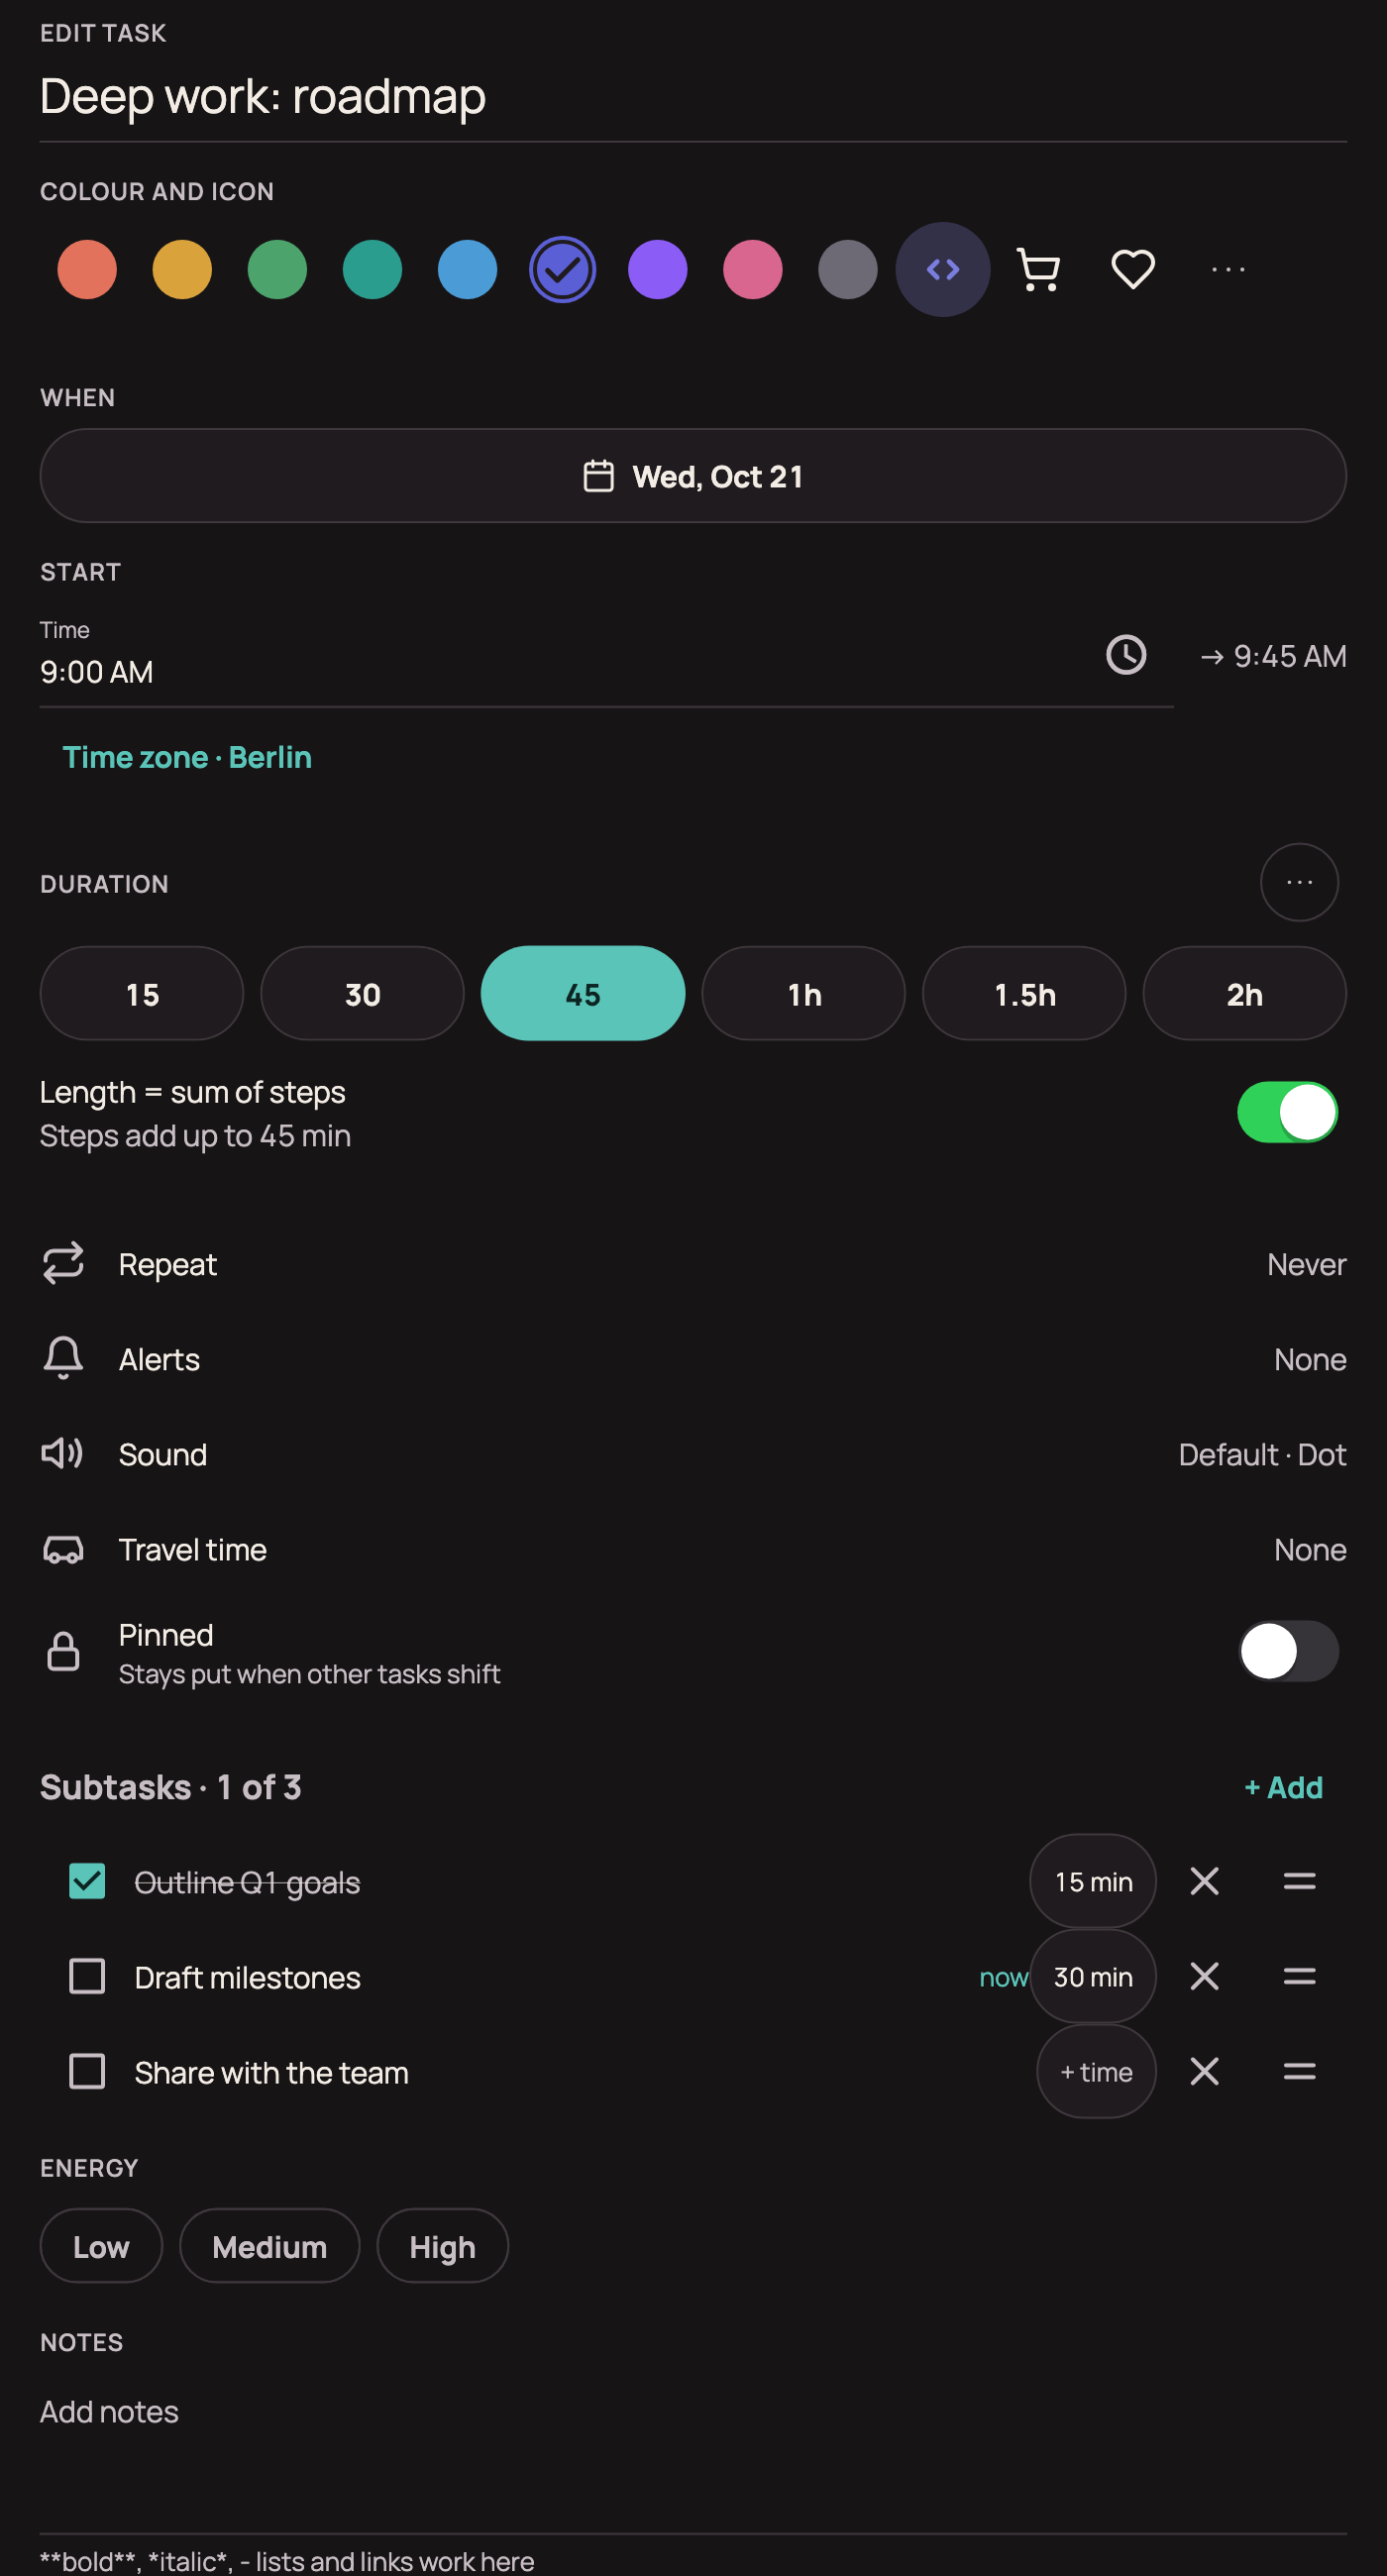 EDIT TASK
Deep work: roadmap
COLOUR AND ICON
WHEN
Wed, Oct 21
START
Time
9:00 AM
→ 9:45 AM
Time zone · Berlin
DURATION
15 30 45 1h 1.5h 2h
Length = sum of steps
Steps add up to 45 min
Repeat Never
Alerts None
Sound Default · Dot
Travel time None
Pinned
Stays put when other tasks shift
Subtasks · 1 of 3 + Add
Outline Q1 goals 15 min
Draft milestones now 30 min
Share with the team + time
ENERGY
Low Medium High
NOTES
Add notes
**bold**, *italic*, - lists and links work here